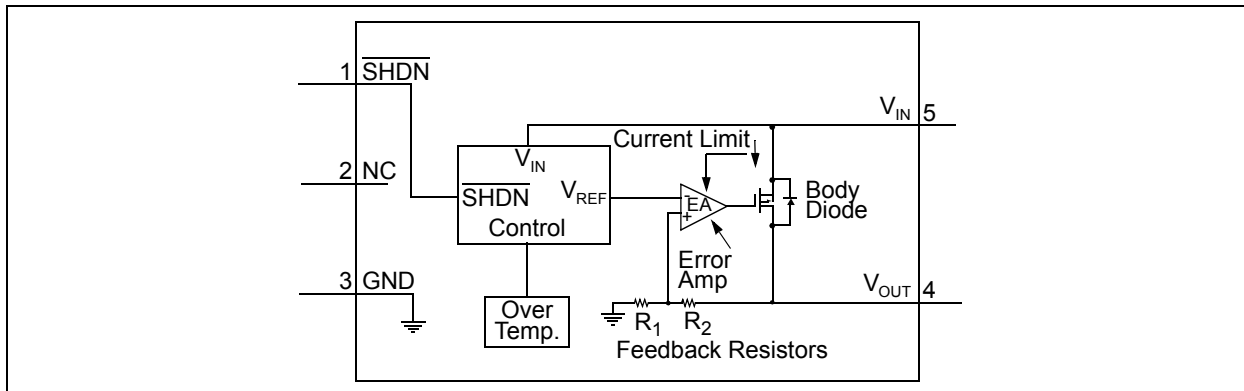 1 SHDN
V_IN 5
Current Limit
V_IN
2 NC
SHDN
V_REF
-
EA
+
Body
Diode
Control
Error
Amp
3 GND
V_OUT 4
Over
Temp.
R_1
R_2
Feedback Resistors